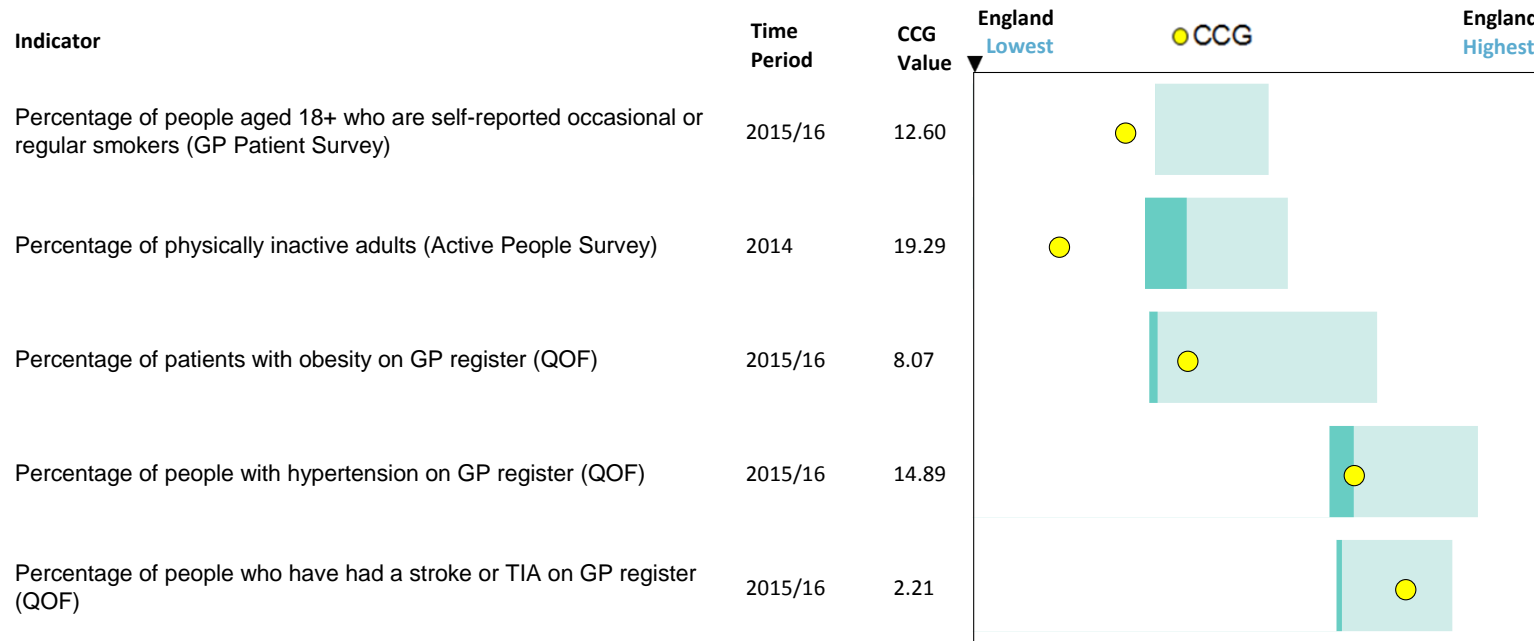 Indicator
Time
Period
CCG
Value
England
Lowest
CCG
England
Highest
Percentage of people aged 18+ who are self-reported occasional or
regular smokers (GP Patient Survey)
2015/16
12.60
Percentage of physically inactive adults (Active People Survey)
2014
19.29
Percentage of patients with obesity on GP register (QOF)
2015/16
8.07
Percentage of people with hypertension on GP register (QOF)
2015/16
14.89
Percentage of people who have had a stroke or TIA on GP register
(QOF)
2015/16
2.21